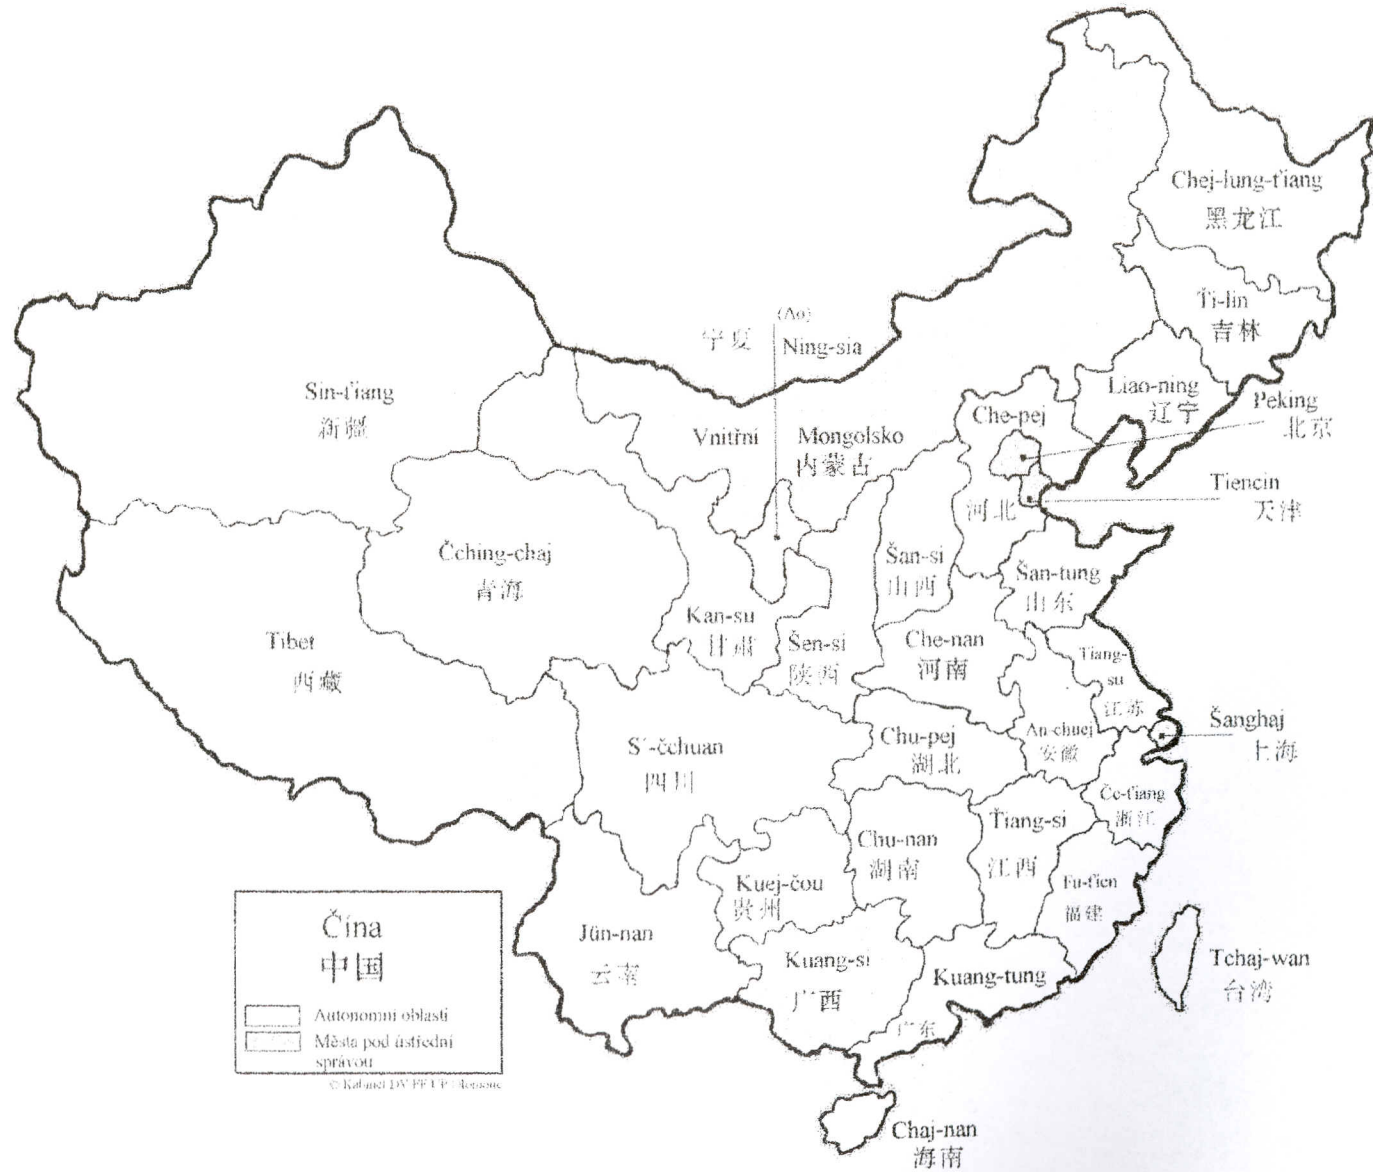 Chej-lung-ťiang
黑龙江
Ťi-lin
吉林
Liao-ning
辽宁
宁夏
Ning-sia
Peking
北京
Che-pej
河北
Sin-ťiang
新疆
Vnitřní Mongolsko
内蒙古
Tiencin
天津
Čching-chaj
青海
Šan-si
山西
Šan-tung
山东
Kan-su
甘肃
Šen-si
陕西
Che-nan
河南
Tibet
西藏
Ťiang-
su
江苏
Šanghaj
上海
S´-čchuan
四川
Chu-pej
湖北
An-chuej
安徽
Če-ťiang
浙江
Chu-nan
湖南
Ťiang-si
江西
Kuej-čou
贵州
Fu-ťien
福建
Jün-nan
云南
Kuang-si
广西
Kuang-tung
广东
Tchaj-wan
台湾
Chaj-nan
海南
Čína
中国
Autonomní oblasti
Města pod ústřední
správou